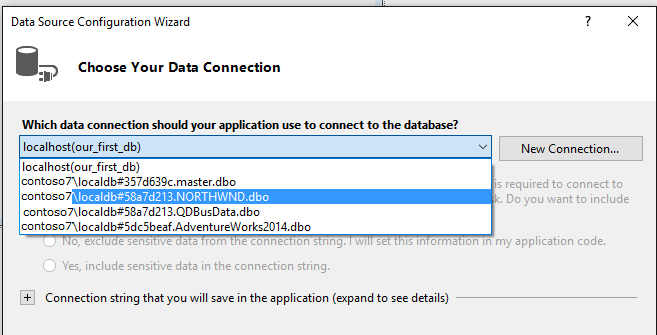 Data Source Configuration Wizard
Choose Your Data Connection
Which data connection should your application use to connect to the database?
localhost(our_first_db)
New Connection...
localhost(our_first_db)
contoso7\localdb#357d639c.master.dbo
is required to connect to
contoso7\localdb#58a7d213.NORTHWND.dbo
sk. Do you want to include
contoso7\localdb#58a7d213.QDBusData.dbo
contoso7\localdb#5dc5beaf.AdventureWorks2014.dbo
No, exclude sensitive data from the connection string. I will set this information in my application code.
Yes, include sensitive data in the connection string.
Connection string that you will save in the application (expand to see details)